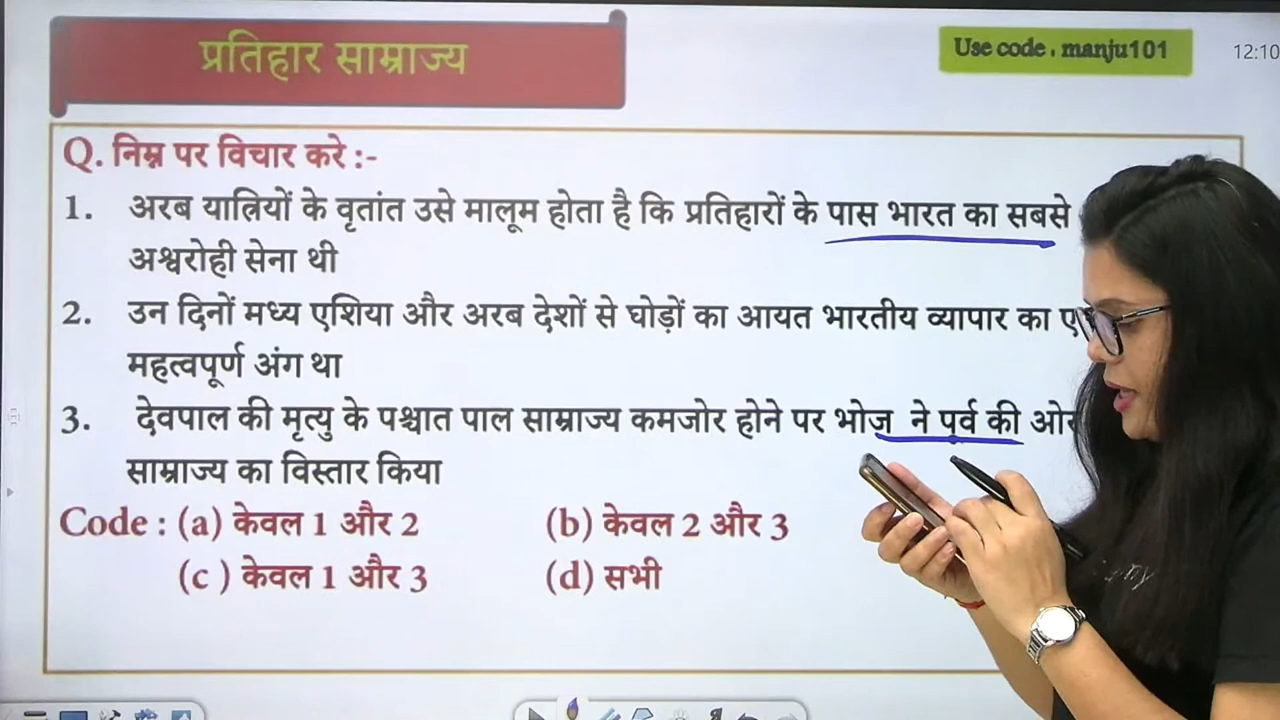 प्रतिहार साम्राज्य
Use code : manju101
12:10
Q. निम्न पर विचार करे :-
1. अरब यात्रियों के वृतांत उसे मालूम होता है कि प्रतिहारों के पास भारत का सबसे
अश्वरोही सेना थी
2. उन दिनों मध्य एशिया और अरब देशों से घोड़ों का आयत भारतीय व्यापार का
महत्वपूर्ण अंग था
3. देवपाल की मृत्यु के पश्चात पाल साम्राज्य कमजोर होने पर भोज ने पूर्व की ओर
साम्राज्य का विस्तार किया
Code : (a) केवल 1 और 2 (b) केवल 2 और 3
(c ) केवल 1 और 3 (d) सभी